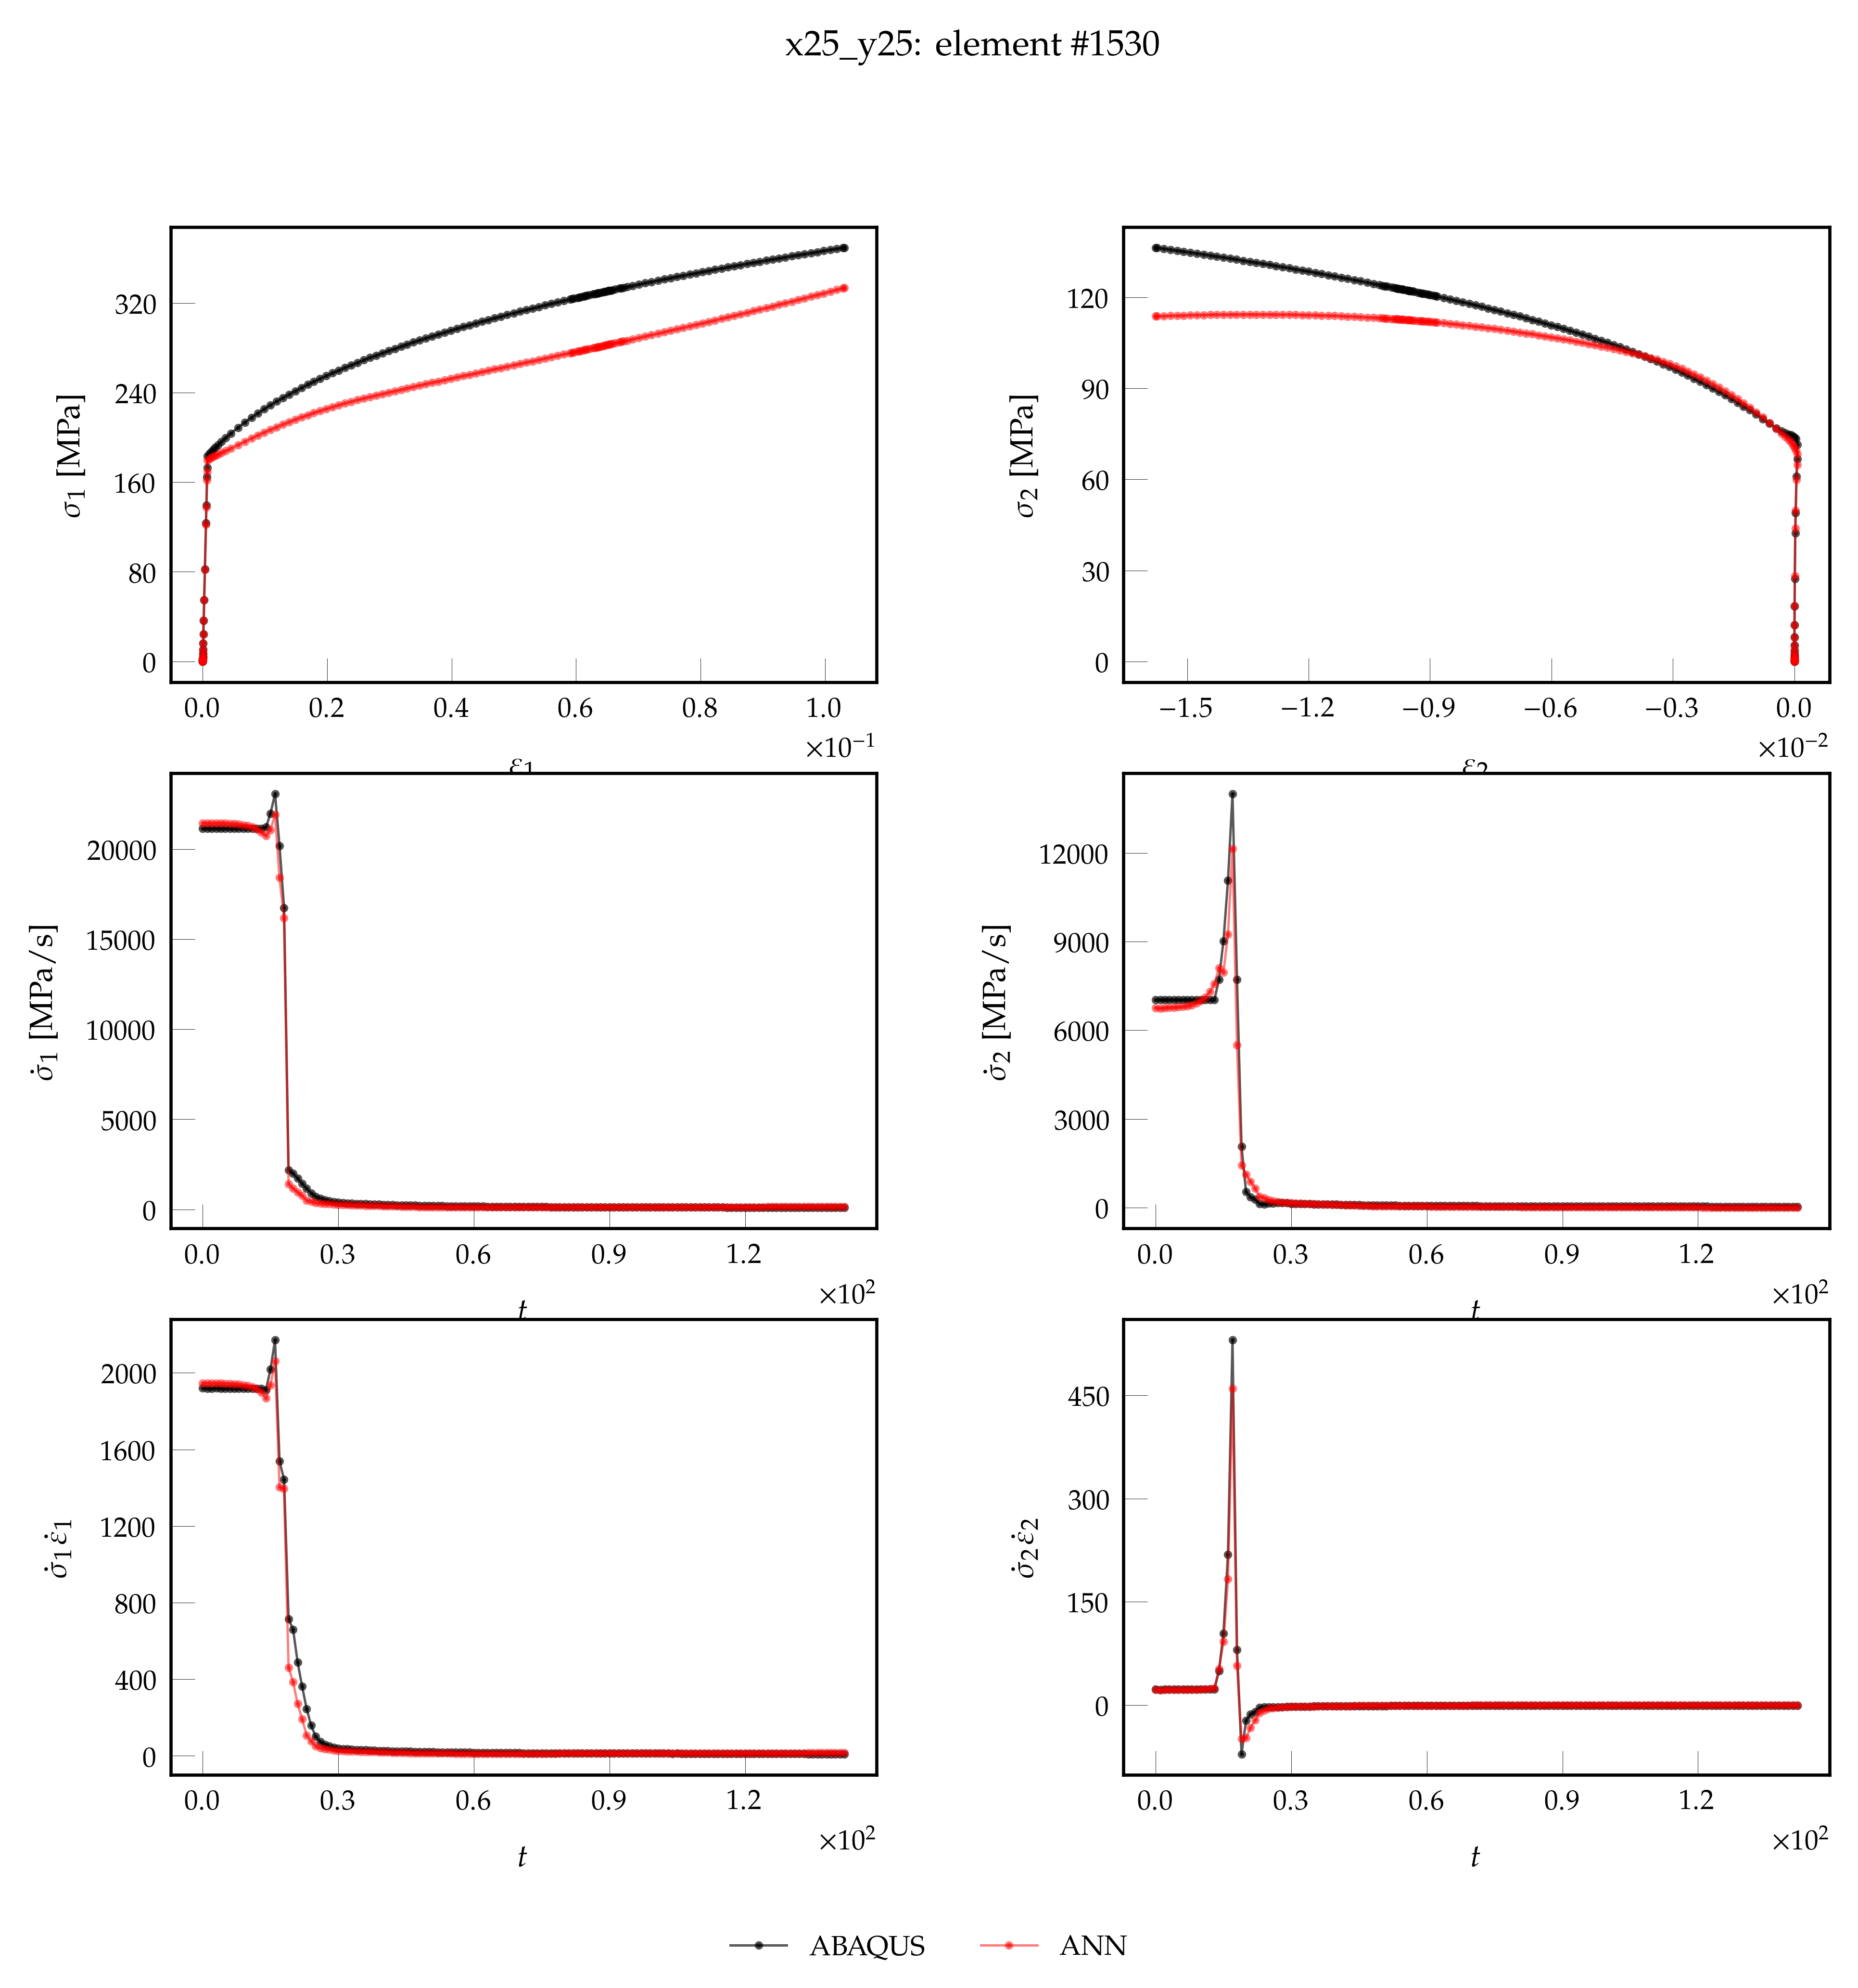 x25_y25: element #1530
σ₁ [MPa]
320
240
160
80
0
0.0 0.2 0.4 0.6 0.8 1.0
×10⁻¹
ε₁
σ₂ [MPa]
120
90
60
30
0
−1.5 −1.2 −0.9 −0.6 −0.3 0.0
×10⁻²
ε₂
σ̇₁ [MPa/s]
20000
15000
10000
5000
0
0.0 0.3 0.6 0.9 1.2
×10²
t
σ̇₂ [MPa/s]
12000
9000
6000
3000
0
0.0 0.3 0.6 0.9 1.2
×10²
t
σ̇₁ε̇₁
2000
1600
1200
800
400
0
0.0 0.3 0.6 0.9 1.2
×10²
t
σ̇₂ε̇₂
450
300
150
0
0.0 0.3 0.6 0.9 1.2
×10²
t
ABAQUS ANN